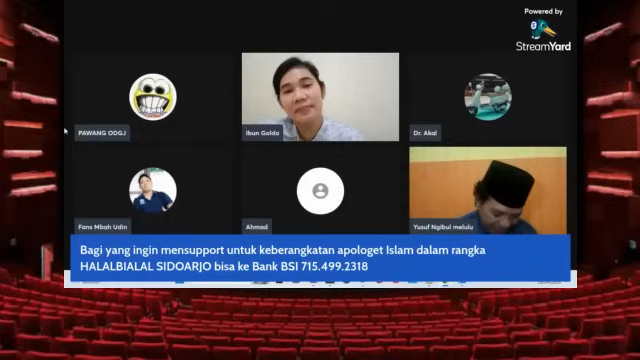 Powered by
StreamYard
PAWANG ODGJ
ibun Golda
Dr. Akal
Fans Mbah Udin
Ahmad
Yusuf Ngibul melulu
Bagi yang ingin mensupport untuk keberangkatan apologet Islam dalam rangka
HALALBIALAL SIDOARJO bisa ke Bank BSI 715.499.2318